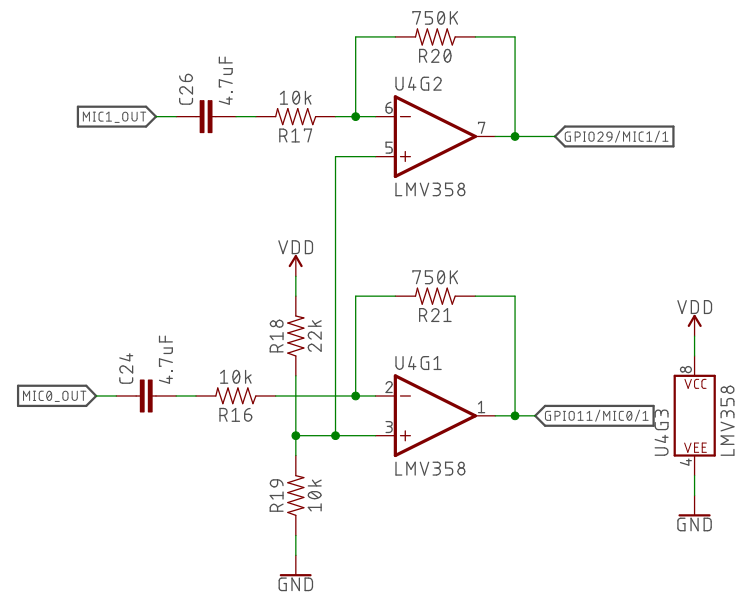 750K
R20
C26
4.7uF
U4G2
10k
R17
MIC1_OUT
6
7
5
GPIO29/MIC1/1
LMV358
VDD
750K
R21
R18
22k
C24
4.7uF
U4G1
10k
R16
MIC0_OUT
2
1
3
GPIO11/MIC0/1
LMV358
R19
10k
GND
VDD
8
VCC
U4G3
LMV358
VEE
4
GND